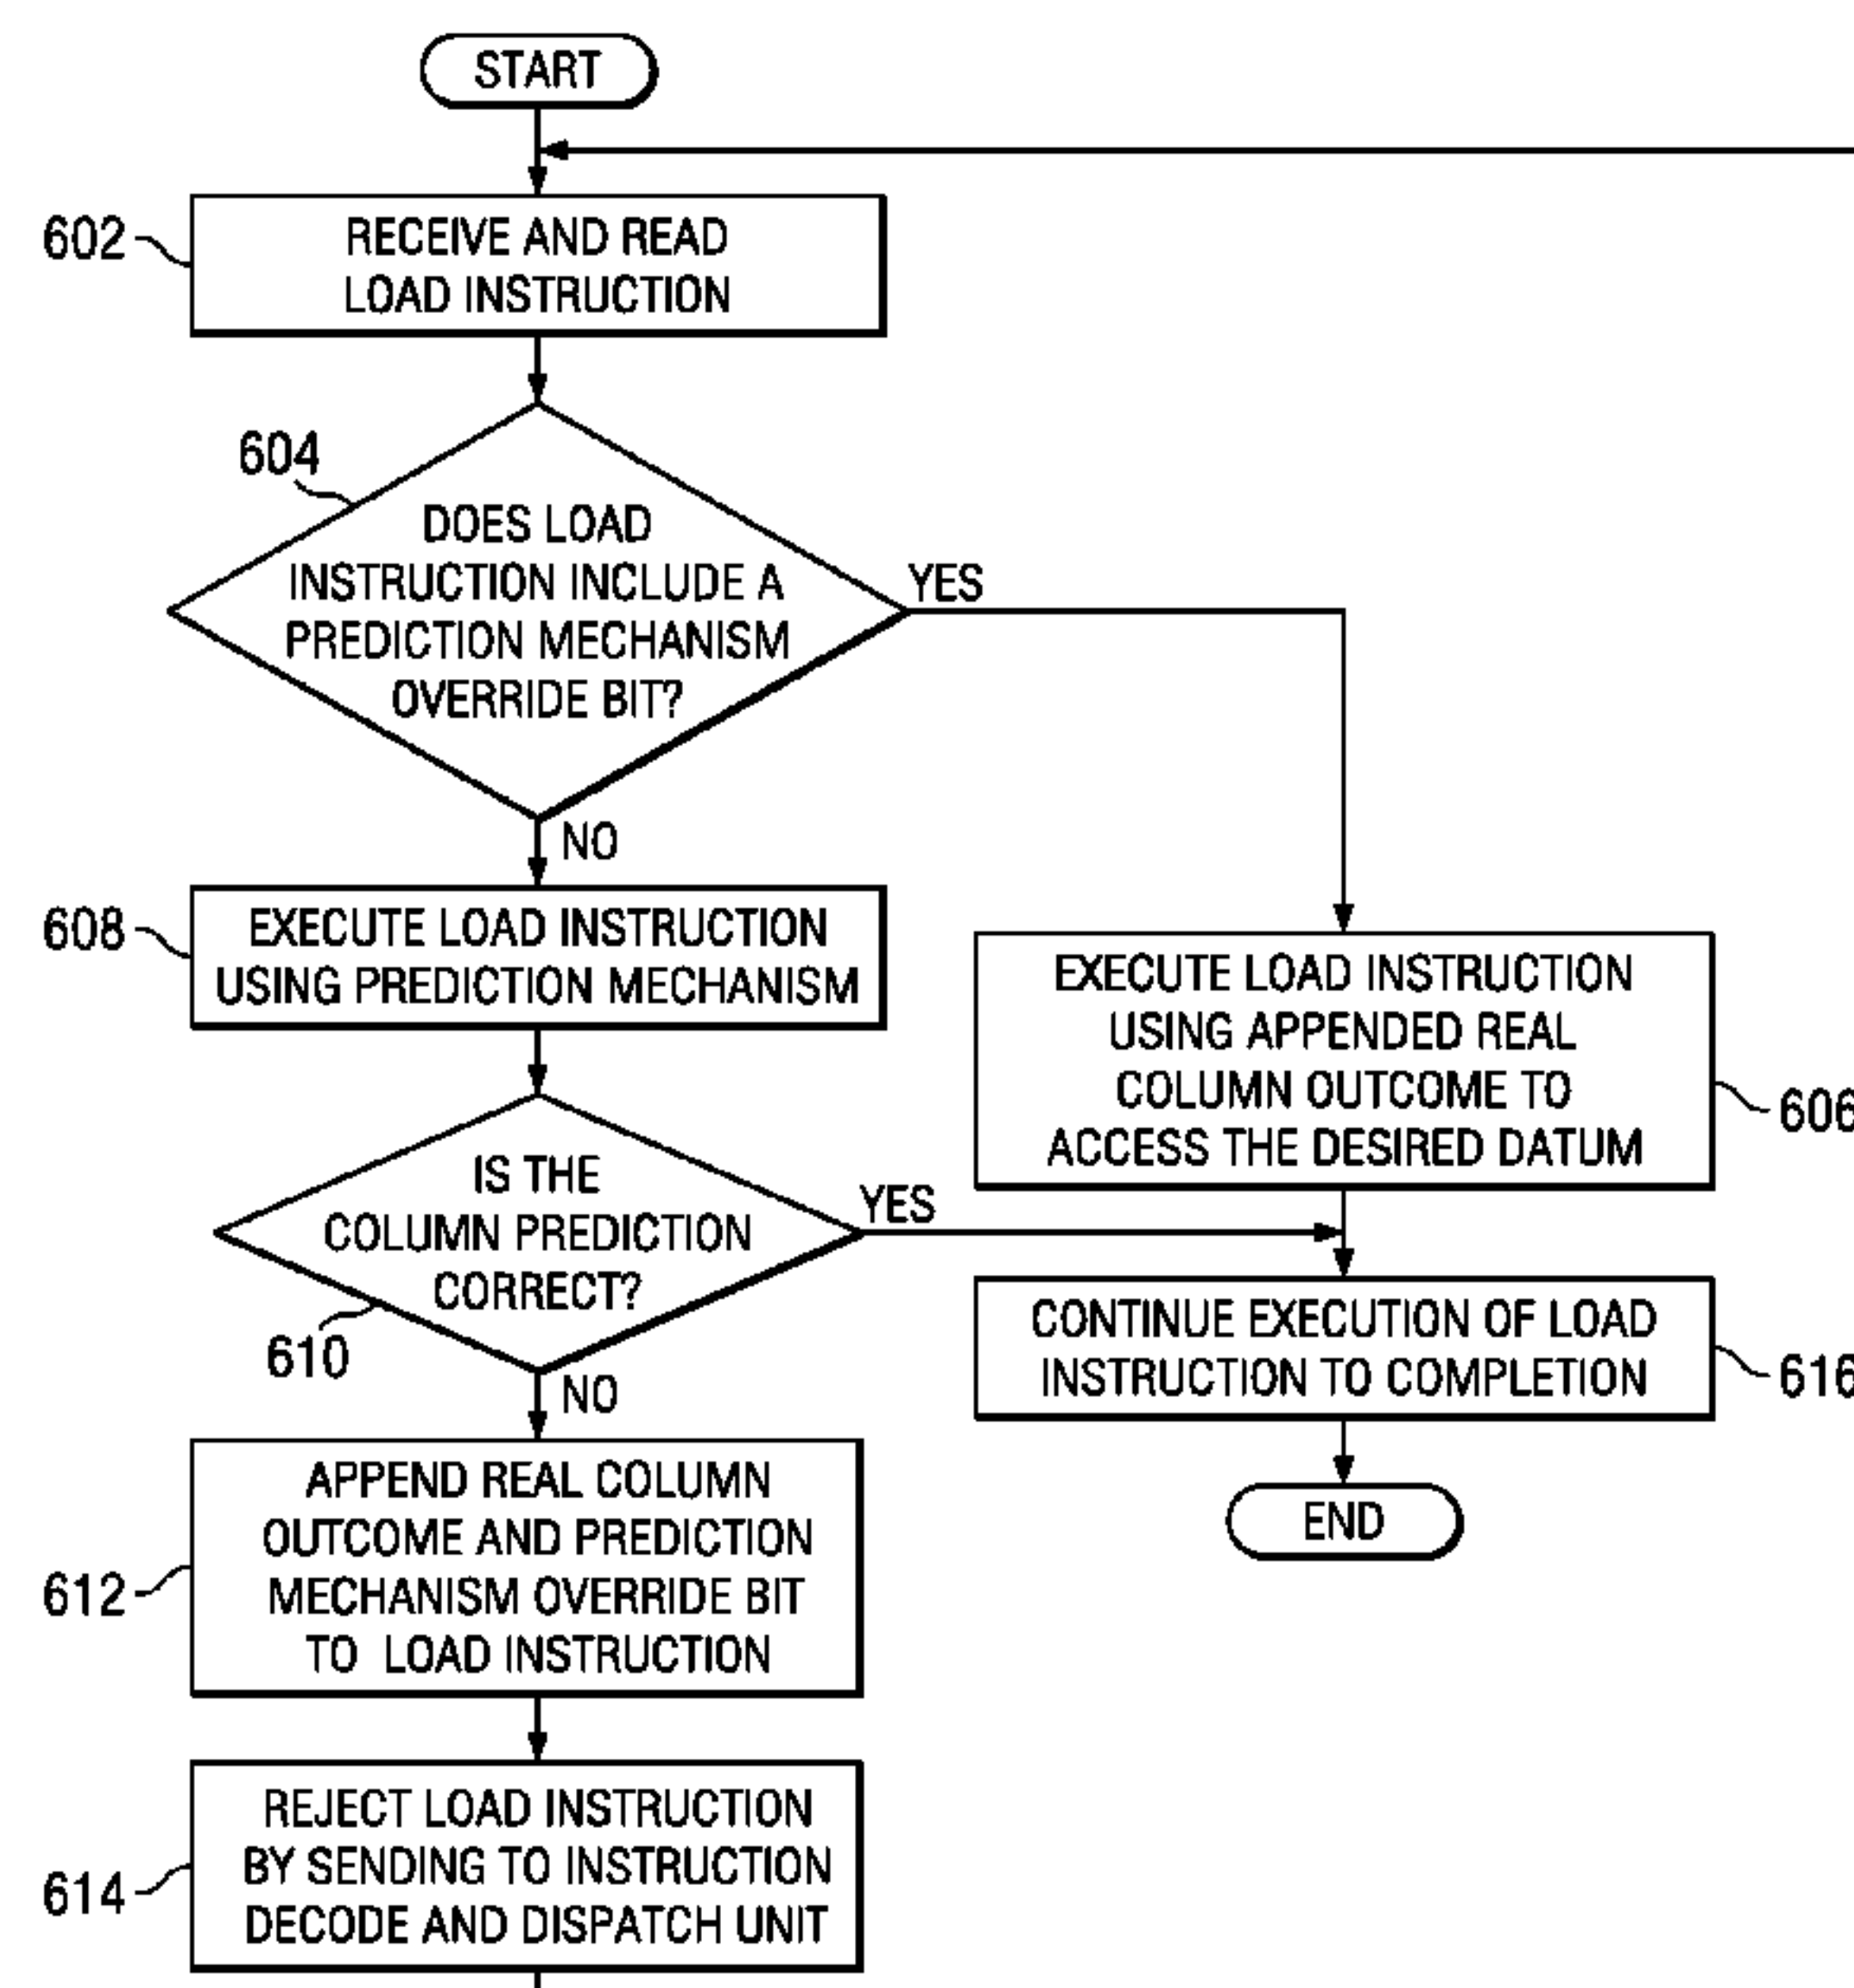 START
602
RECEIVE AND READ
LOAD INSTRUCTION
604
DOES LOAD
INSTRUCTION INCLUDE A
PREDICTION MECHANISM
OVERRIDE BIT?
YES
NO
608
EXECUTE LOAD INSTRUCTION
USING PREDICTION MECHANISM
EXECUTE LOAD INSTRUCTION
USING APPENDED REAL
COLUMN OUTCOME TO
ACCESS THE DESIRED DATUM
606
IS THE
COLUMN PREDICTION
CORRECT?
610
YES
NO
CONTINUE EXECUTION OF LOAD
INSTRUCTION TO COMPLETION
616
END
612
APPEND REAL COLUMN
OUTCOME AND PREDICTION
MECHANISM OVERRIDE BIT
TO LOAD INSTRUCTION
614
REJECT LOAD INSTRUCTION
BY SENDING TO INSTRUCTION
DECODE AND DISPATCH UNIT